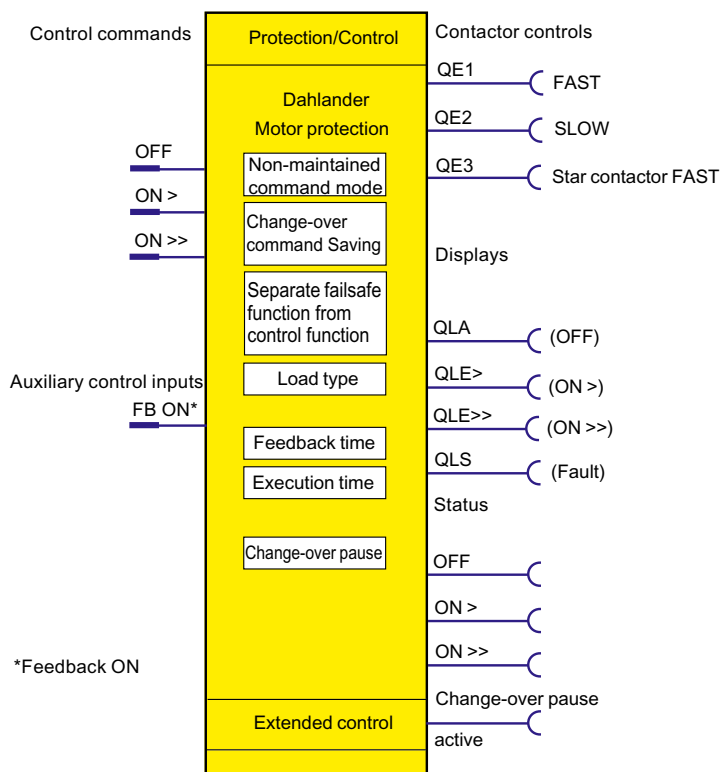 Control commands
Protection/Control
Contactor controls
QE1
FAST
Dahlander
Motor protection
QE2
SLOW
OFF
Non-maintained
command mode
QE3
Star contactor FAST
ON >
Change-over
command Saving
ON >>
Displays
Separate failsafe
function from
control function
QLA
(OFF)
Auxiliary control inputs
Load type
QLE>
(ON >)
FB ON*
QLE>>
(ON >>)
Feedback time
QLS
(Fault)
Execution time
Status
Change-over pause
OFF
ON >
ON >>
*Feedback ON
Change-over pause
Extended control
active